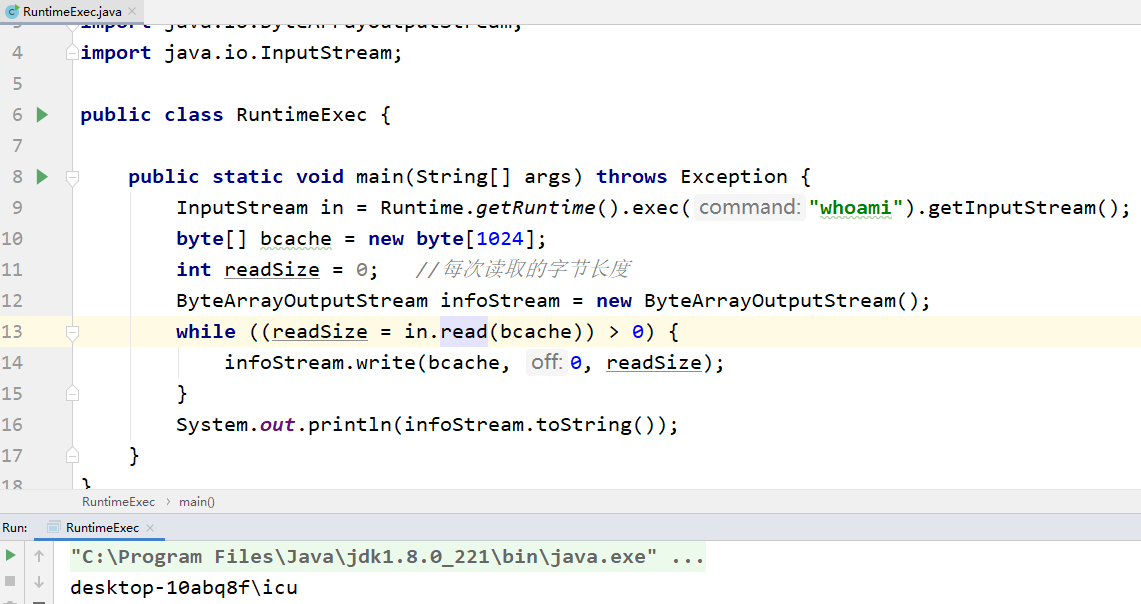 RuntimeExec.java
3 import java.io.ByteArrayOutputStream;
4 import java.io.InputStream;
5
6 public class RuntimeExec {
7
8 public static void main(String[] args) throws Exception {
9 InputStream in = Runtime.getRuntime().exec( command: "whoami").getInputStream();
10 byte[] bcache = new byte[1024];
11 int readSize = 0; //每次读取的字节长度
12 ByteArrayOutputStream infoStream = new ByteArrayOutputStream();
13 while ((readSize = in.read(bcache)) > 0) {
14 infoStream.write(bcache, off: 0, readSize);
15 }
16 System.out.println(infoStream.toString());
17 }
18 }
RuntimeExec › main()
Run: RuntimeExec
"C:\Program Files\Java\jdk1.8.0_221\bin\java.exe" ...
desktop-10abq8f\icu